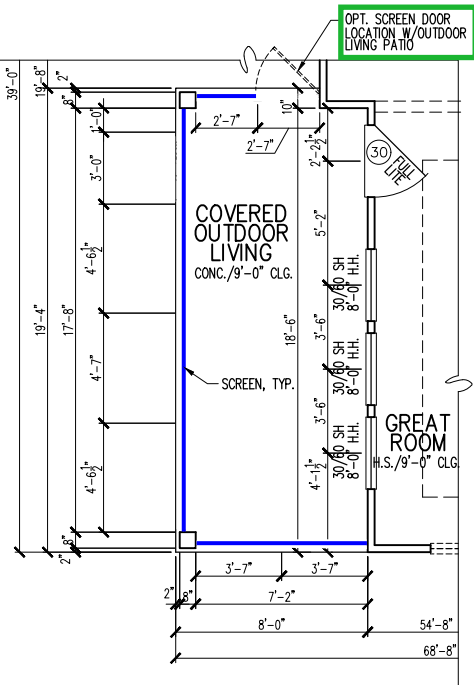 OPT. SCREEN DOOR
LOCATION W/OUTDOOR
LIVING PATIO
39'-0"
19'-8"
2"
8"
1'-0"
3'-0"
4'-6½"
4'-7"
4'-6½"
17'-8"
19'-4"
8"
2"
2'-7"
2'-7"
10"
2'-2½"
5'-2"
3'-6"
3'-6"
4'-1½"
18'-6"
COVERED
OUTDOOR
LIVING
CONC./9'-0" CLG.
SCREEN, TYP.
30
FULL
LITE
30/60 SH
8'-0" H.H.
30/60 SH
8'-0" H.H.
30/60 SH
8'-0" H.H.
GREAT
ROOM
H.S./9'-0" CLG.
3'-7"
3'-7"
2"
8"
7'-2"
8'-0"
54'-8"
68'-8"